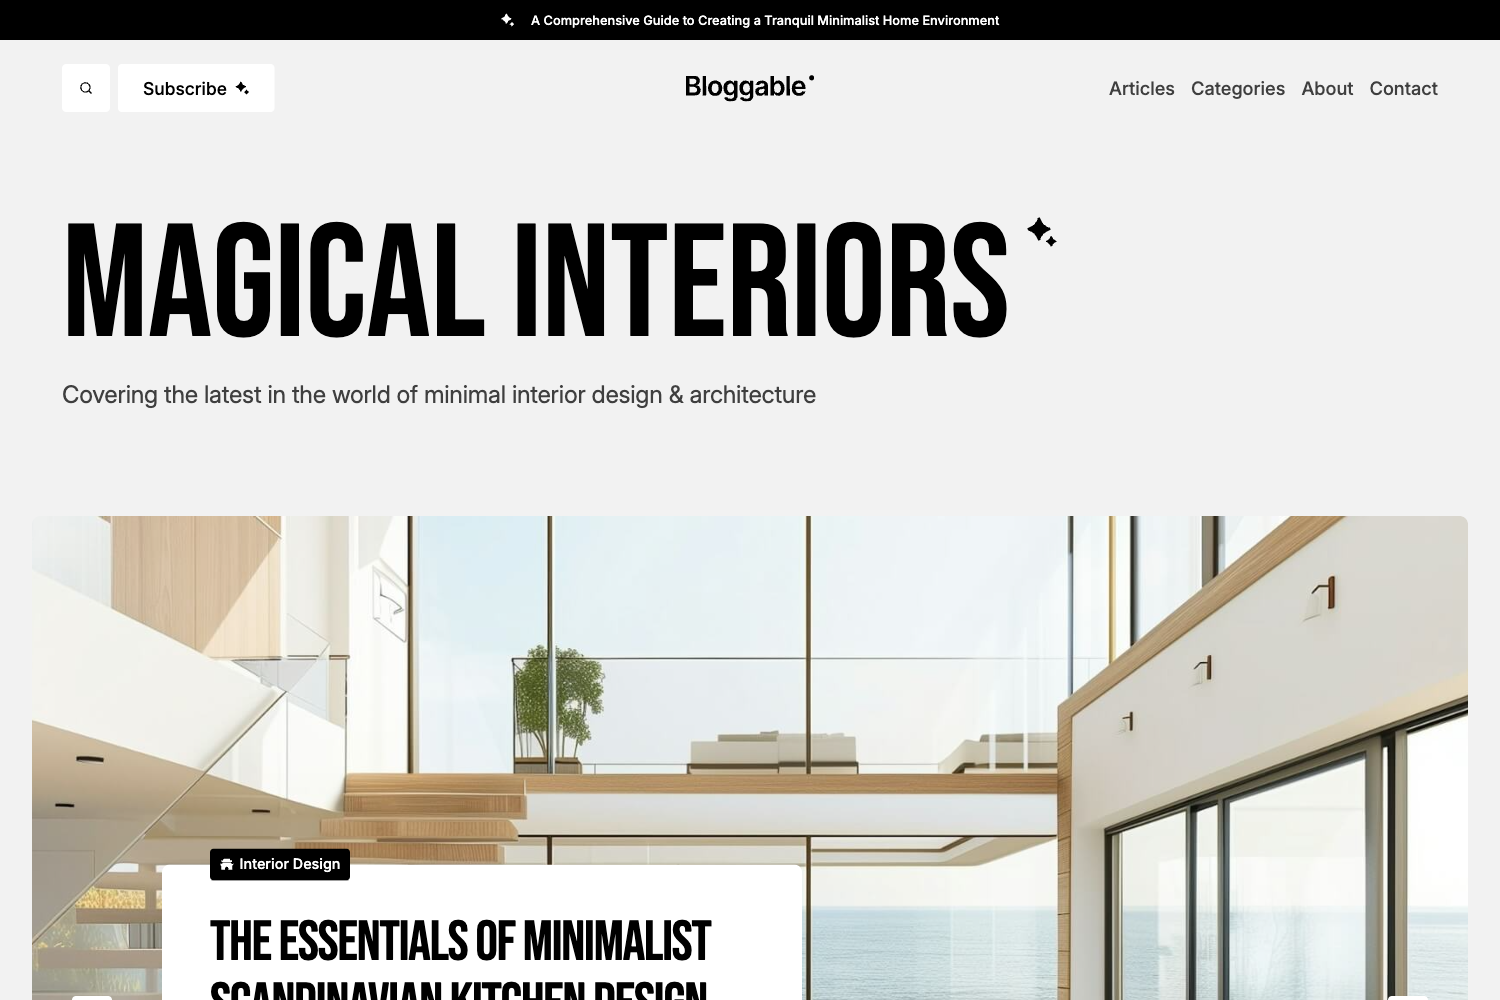 A Comprehensive Guide to Creating a Tranquil Minimalist Home Environment
Subscribe
Bloggable
Articles
Categories
About
Contact
MAGICAL INTERIORS
Covering the latest in the world of minimal interior design & architecture
Interior Design
THE ESSENTIALS OF MINIMALIST
SCANDINAVIAN KITCHEN DESIGN